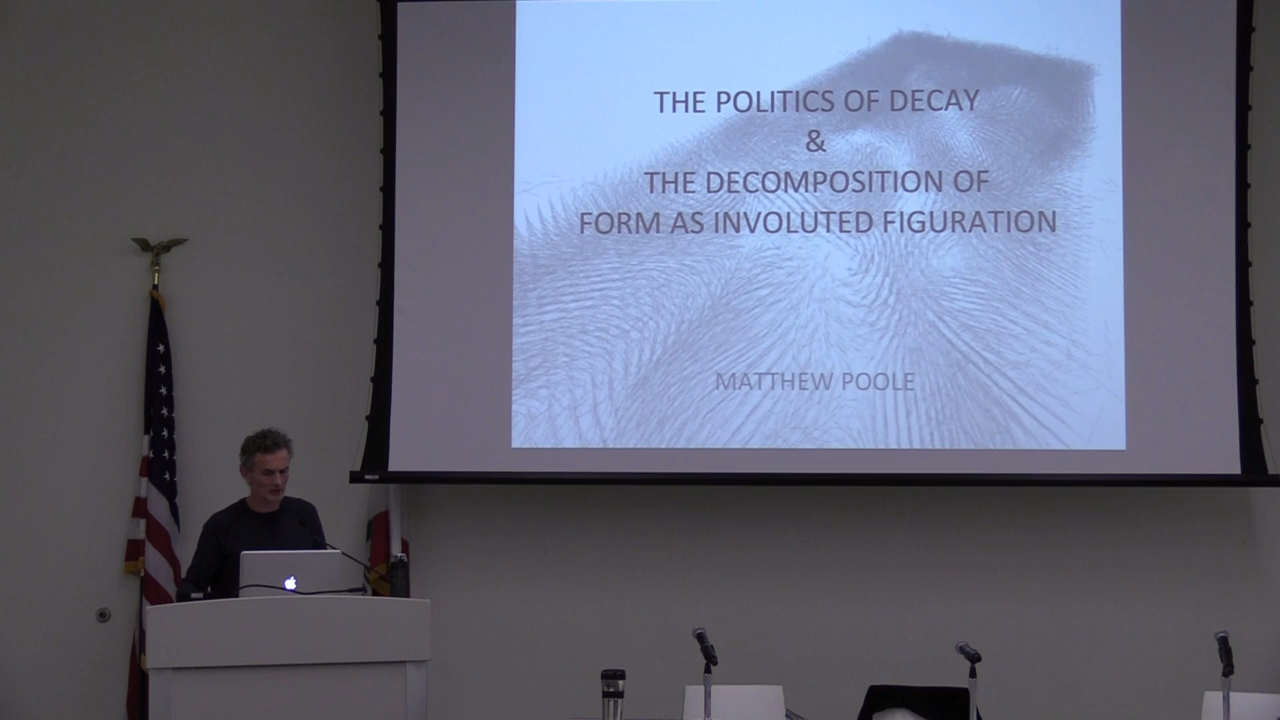 THE POLITICS OF DECAY
&
THE DECOMPOSITION OF
FORM AS INVOLUTED FIGURATION
MATTHEW POOLE